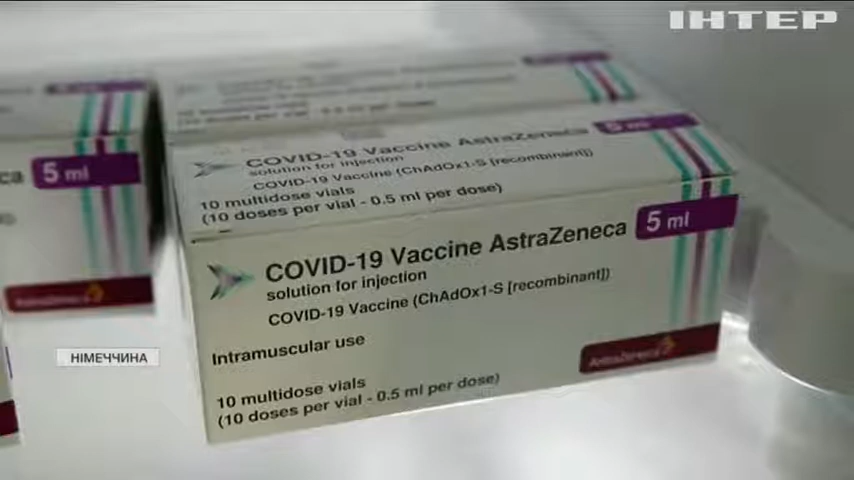 ІНТЕР
5 ml
COVID-19 Vaccine AstraZeneca
solution for injection
COVID-19 Vaccine (ChAdOx1-S [recombinant])
10 multidose vials
(10 doses per vial - 0.5 ml per dose)
5 ml
COVID-19 Vaccine AstraZeneca
solution for injection
COVID-19 Vaccine (ChAdOx1-S [recombinant])
Intramuscular use
10 multidose vials
(10 doses per vial - 0.5 ml per dose)
5 ml
AstraZeneca
ca
AstraZeneca
НІМЕЧЧИНА